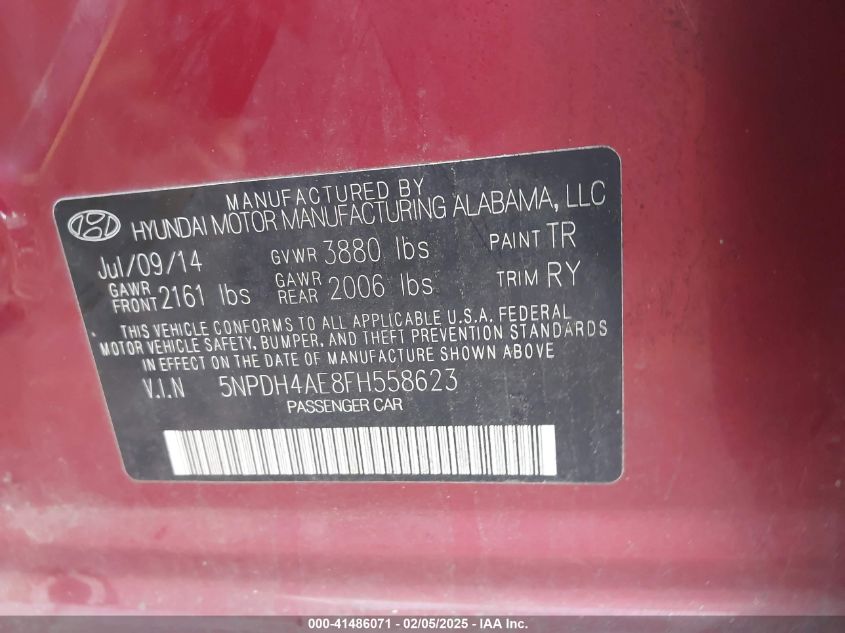 MANUFACTURED BY
HYUNDAI MOTOR MANUFACTURING ALABAMA, LLC
Jul/09/14 GVWR 3880 lbs PAINT TR
GAWR FRONT 2161 lbs GAWR REAR 2006 lbs TRIM RY
THIS VEHICLE CONFORMS TO ALL APPLICABLE U.S.A. FEDERAL
MOTOR VEHICLE SAFETY, BUMPER, AND THEFT PREVENTION STANDARDS
IN EFFECT ON THE DATE OF MANUFACTURE SHOWN ABOVE
V.I.N 5NPDH4AE8FH558623
PASSENGER CAR
000-41486071 - 02/05/2025 - IAA Inc.